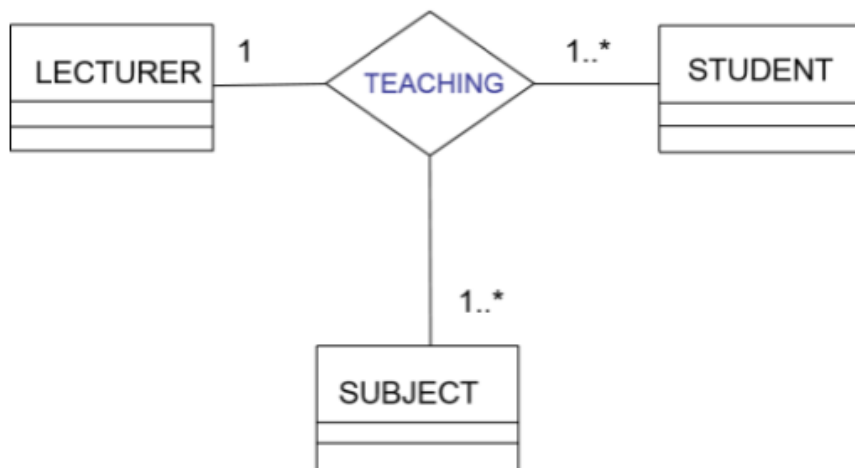 LECTURER
1
TEACHING
1..*
STUDENT
1..*
SUBJECT